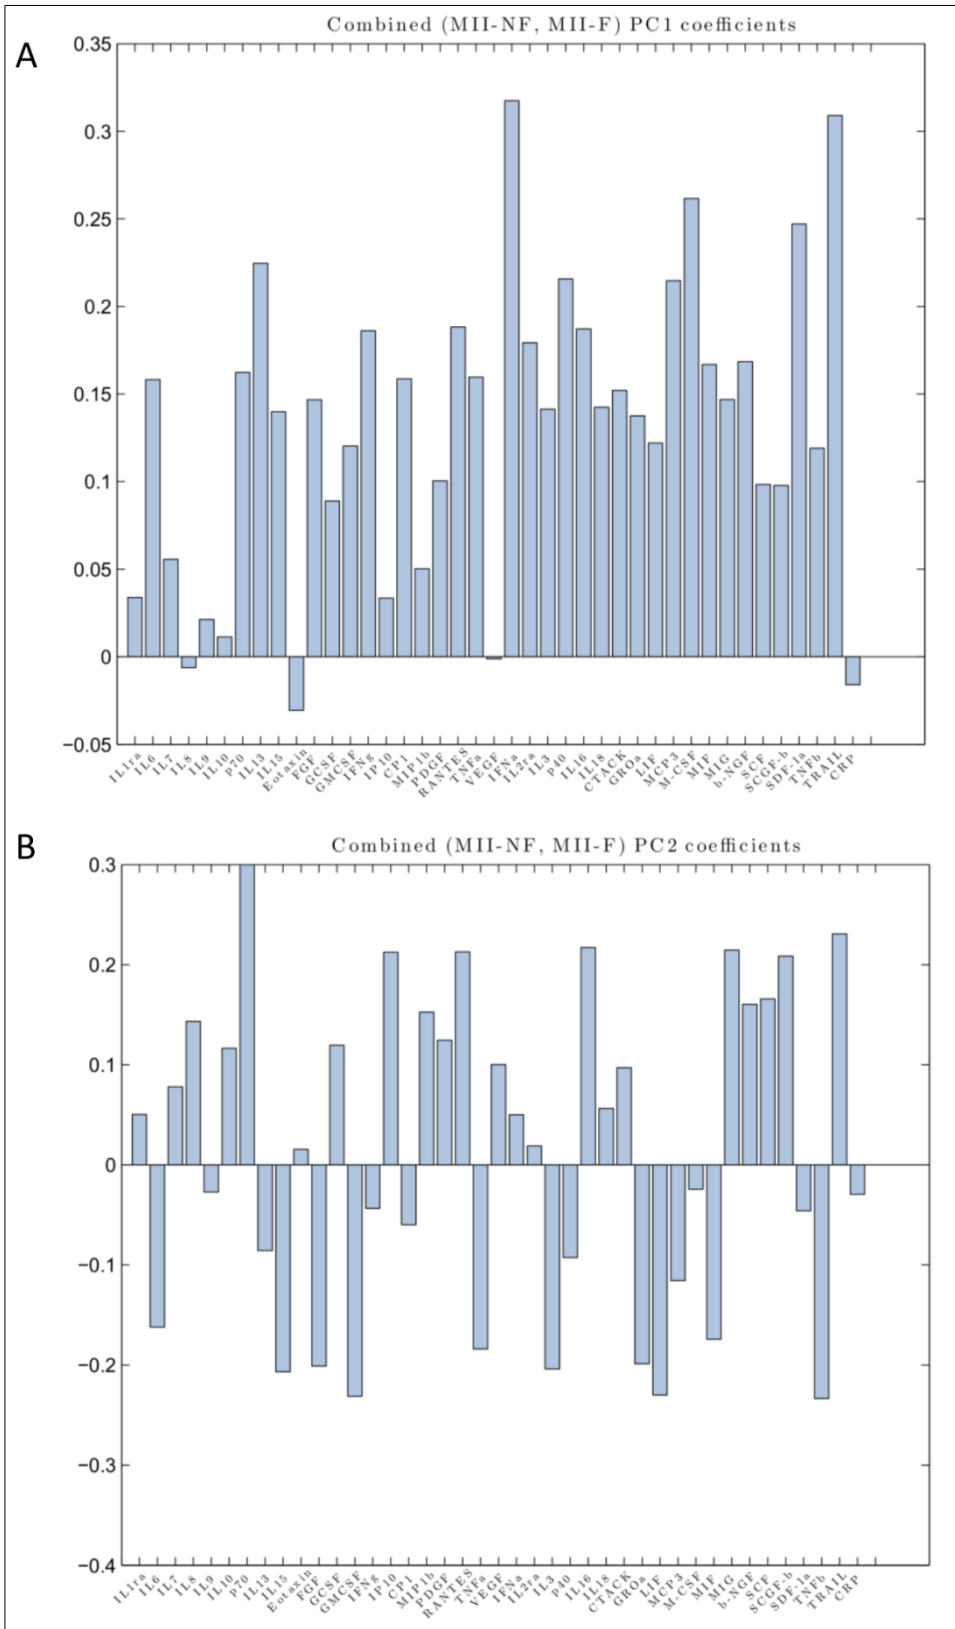 Combined (MII-NF, MII-F) PC1 coefficients
A
0.35
0.3
0.25
0.2
0.15
0.1
0.05
0
−0.05
IL1ra IL6 IL7 IL8 IL9 IL10 p70 IL13 IL15 Eotaxin FGF GCSF GMCSF IFNg IP10 CP1 MIP1b PDGF RANTES TNFa VEGF IFNa IL2ra IL3 p40 IL16 IL18 CTACK GROa LIF MCP3 M-CSF MIF MIG b-NGF SCF SCGF-b SDF-1a TNFb TRAIL CRP
B
Combined (MII-NF, MII-F) PC2 coefficients
0.3
0.2
0.1
0
−0.1
−0.2
−0.3
−0.4
IL1ra IL6 IL7 IL8 IL9 IL10 p70 IL13 IL15 Eotaxin FGF GCSF GMCSF IFNg IP10 CP1 MIP1b PDGF RANTES TNFa VEGF IFNa IL2ra IL3 p40 IL16 IL18 CTACK GROa LIF MCP3 M-CSF MIF MIG b-NGF SCF SCGF-b SDF-1a TNFb TRAIL CRP